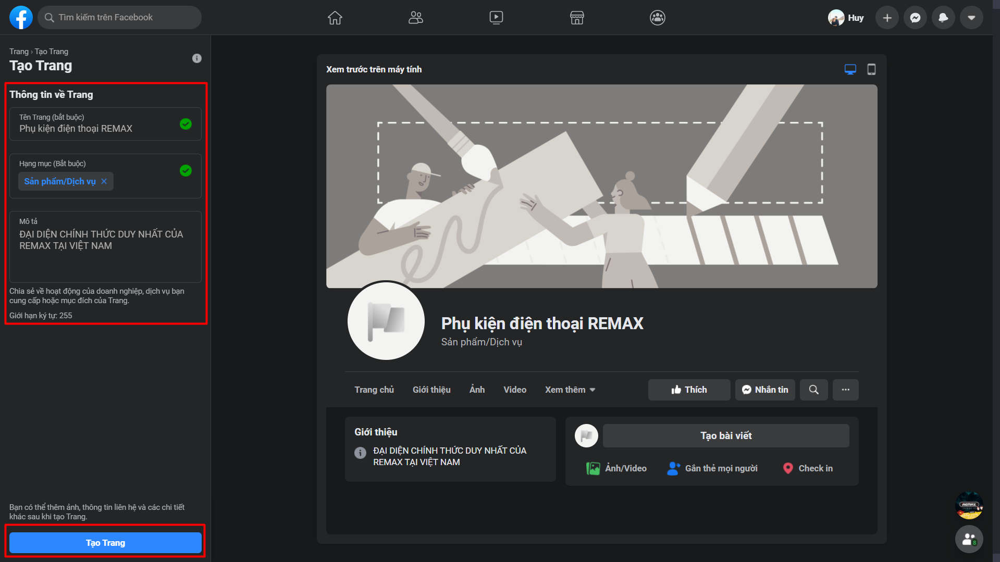 Tìm kiếm trên Facebook
Huy
Trang › Tạo Trang
Tạo Trang
Thông tin về Trang
Tên Trang (bắt buộc)
Phụ kiện điện thoại REMAX
Hạng mục (Bắt buộc)
Sản phẩm/Dịch vụ
Mô tả
ĐẠI DIỆN CHÍNH THỨC DUY NHẤT CỦA
REMAX TẠI VIỆT NAM
Chia sẻ về hoạt động của doanh nghiệp, dịch vụ bạn
cung cấp hoặc mục đích của Trang.
Giới hạn ký tự: 255
Bạn có thể thêm ảnh, thông tin liên hệ và các chi tiết
khác sau khi tạo Trang.
Tạo Trang
Xem trước trên máy tính
Phụ kiện điện thoại REMAX
Sản phẩm/Dịch vụ
Trang chủ
Giới thiệu
Ảnh
Video
Xem thêm
Thích
Nhắn tin
Giới thiệu
ĐẠI DIỆN CHÍNH THỨC DUY NHẤT CỦA
REMAX TẠI VIỆT NAM
Tạo bài viết
Ảnh/Video
Gắn thẻ mọi người
Check in
REMAX
8